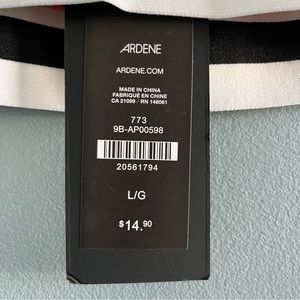 ARDENE
ARDENE.COM
MADE IN CHINA
FABRIQUÉ EN CHINE
CA 21099 / RN 148061
773
9B-AP00598
20561794
L/G
$14.90